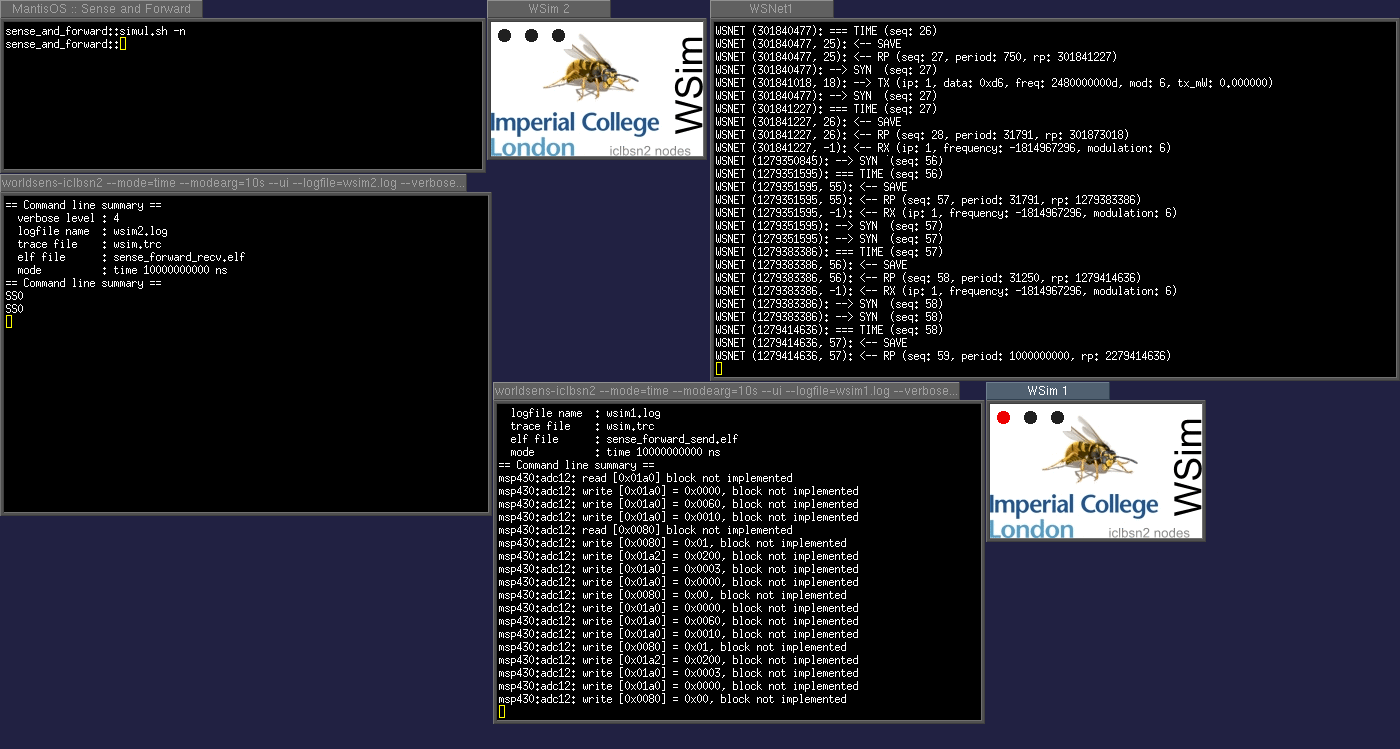 MantisOS :: Sense and Forward
sense_and_forward::simul.sh -n
sense_and_forward::
WSim 2
Imperial College
London
WSim
iclbsn2 nodes
WSNet1
WSNET (301840477): === TIME (seq: 26)
WSNET (301840477, 25): <-- SAVE
WSNET (301840477, 25): <-- RP (seq: 27, period: 750, rp: 301841227)
WSNET (301840477): --> SYN  (seq: 27)
WSNET (301841018, 18): --> TX (ip: 1, data: 0xd6, freq: 2480000000d, mod: 6, tx_mW: 0.000000)
WSNET (301840477): --> SYN  (seq: 27)
WSNET (301841227): === TIME (seq: 27)
WSNET (301841227, 26): <-- SAVE
WSNET (301841227, 26): <-- RP (seq: 28, period: 31791, rp: 301873018)
WSNET (301841227, -1): <-- RX (ip: 1, frequency: -1814967296, modulation: 6)
WSNET (1279350845): --> SYN  (seq: 56)
WSNET (1279351595): === TIME (seq: 56)
WSNET (1279351595, 55): <-- SAVE
WSNET (1279351595, 55): <-- RP (seq: 57, period: 31791, rp: 1279383386)
WSNET (1279351595, -1): <-- RX (ip: 1, frequency: -1814967296, modulation: 6)
WSNET (1279351595): --> SYN  (seq: 57)
WSNET (1279351595): --> SYN  (seq: 57)
WSNET (1279383386): === TIME (seq: 57)
WSNET (1279383386, 56): <-- SAVE
WSNET (1279383386, 56): <-- RP (seq: 58, period: 31250, rp: 1279414636)
WSNET (1279383386, -1): <-- RX (ip: 1, frequency: -1814967296, modulation: 6)
WSNET (1279383386): --> SYN  (seq: 58)
WSNET (1279383386): --> SYN  (seq: 58)
WSNET (1279414636): === TIME (seq: 58)
WSNET (1279414636, 57): <-- SAVE
WSNET (1279414636, 57): <-- RP (seq: 59, period: 1000000000, rp: 2279414636)
worldsens-iclbsn2 --mode=time --modearg=10s --ui --logfile=wsim2.log --verbose...
== Command line summary ==
verbose level : 4
logfile name  : wsim2.log
trace file    : wsim.trc
elf file      : sense_forward_recv.elf
mode          : time 10000000000 ns
== Command line summary ==
SSO
SSO
worldsens-iclbsn2 --mode=time --modearg=10s --ui --logfile=wsim1.log --verbose...
logfile name  : wsim1.log
trace file    : wsim.trc
elf file      : sense_forward_send.elf
mode          : time 10000000000 ns
== Command line summary ==
msp430:adc12: read [0x01a0] block not implemented
msp430:adc12: write [0x01a0] = 0x0000, block not implemented
msp430:adc12: write [0x01a0] = 0x0060, block not implemented
msp430:adc12: write [0x01a0] = 0x0010, block not implemented
msp430:adc12: read [0x0080] block not implemented
msp430:adc12: write [0x0080] = 0x01, block not implemented
msp430:adc12: write [0x01a2] = 0x0200, block not implemented
msp430:adc12: write [0x01a0] = 0x0003, block not implemented
msp430:adc12: write [0x01a0] = 0x0000, block not implemented
msp430:adc12: write [0x0080] = 0x00, block not implemented
msp430:adc12: write [0x01a0] = 0x0000, block not implemented
msp430:adc12: write [0x01a0] = 0x0060, block not implemented
msp430:adc12: write [0x01a0] = 0x0010, block not implemented
msp430:adc12: write [0x0080] = 0x01, block not implemented
msp430:adc12: write [0x01a2] = 0x0200, block not implemented
msp430:adc12: write [0x01a0] = 0x0003, block not implemented
msp430:adc12: write [0x01a0] = 0x0000, block not implemented
msp430:adc12: write [0x0080] = 0x00, block not implemented
WSim 1
Imperial College
London
WSim
iclbsn2 nodes